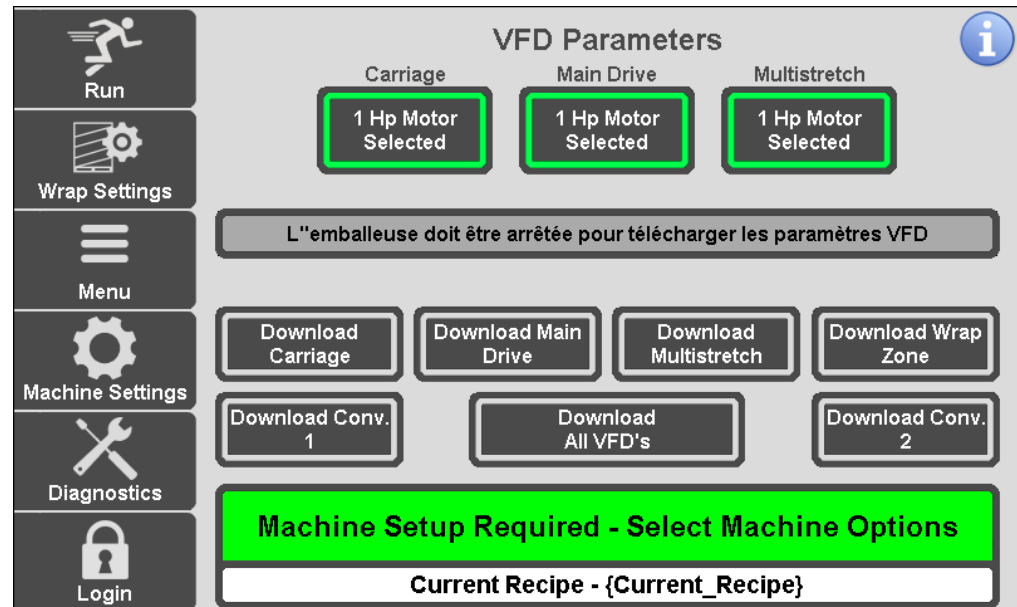 Run
Wrap Settings
Menu
Machine Settings
Diagnostics
Login
VFD Parameters
i
Carriage
Main Drive
Multistretch
1 Hp Motor
Selected
1 Hp Motor
Selected
1 Hp Motor
Selected
L"emballeuse doit être arrêtée pour télécharger les paramètres VFD
Download
Carriage
Download Main
Drive
Download
Multistretch
Download Wrap
Zone
Download Conv.
1
Download
All VFD's
Download Conv.
2
Machine Setup Required - Select Machine Options
Current Recipe - {Current_Recipe}